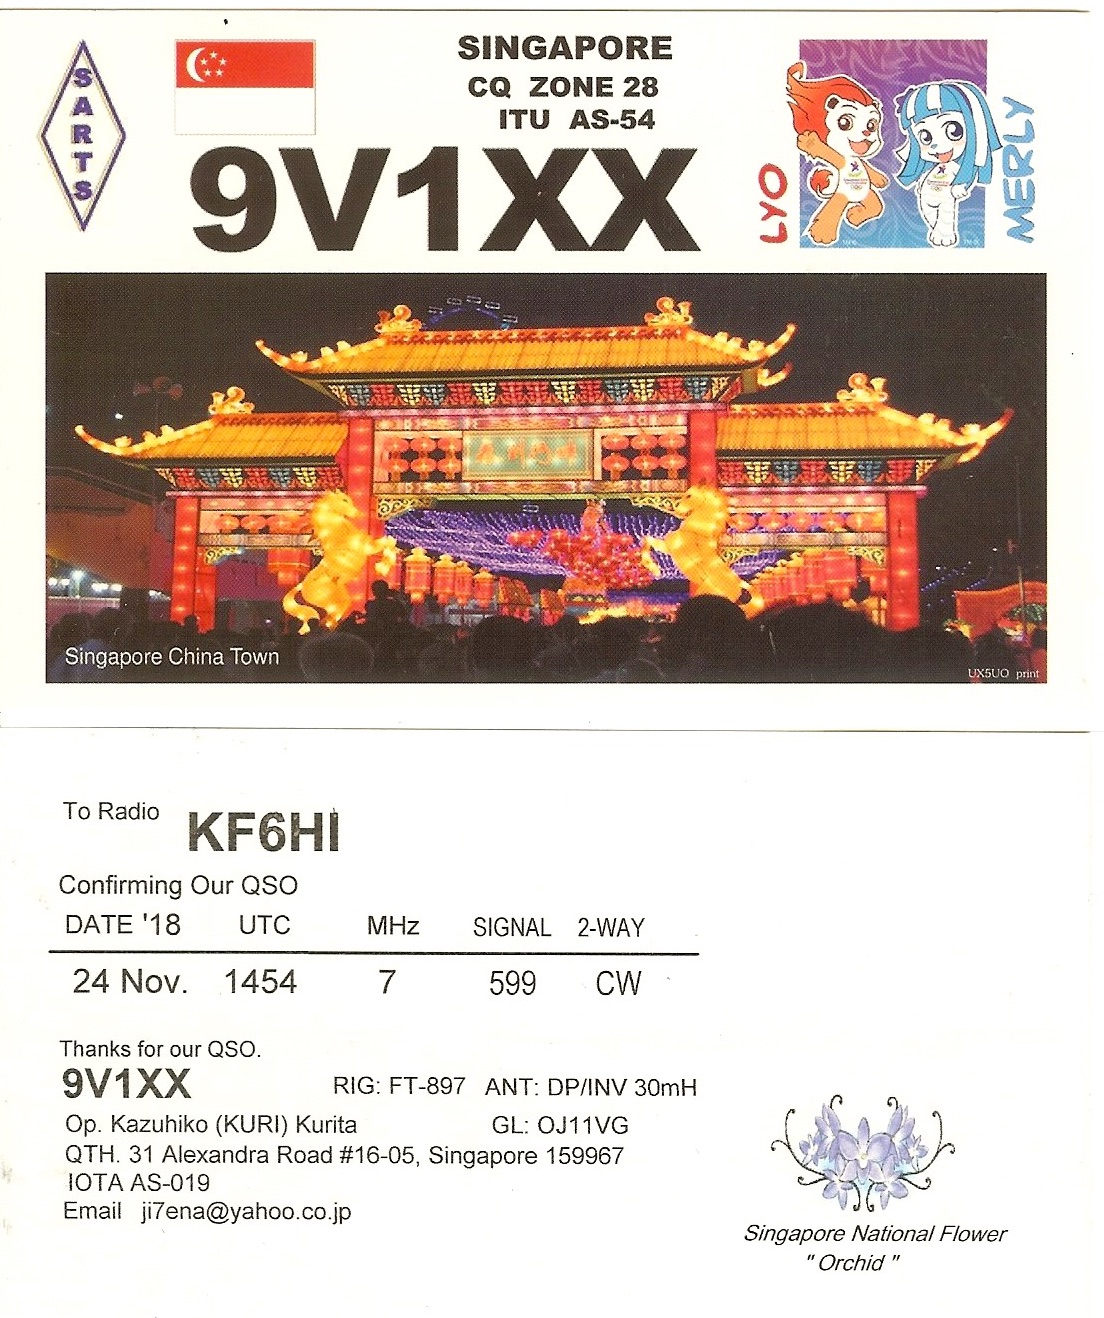 SARTS
SINGAPORE
CQ ZONE 28
ITU AS-54
9V1XX
LYO
MERLY
Singapore China Town
UX5UO print
To Radio KF6HI
Confirming Our QSO
DATE '18 UTC MHz SIGNAL 2-WAY
24 Nov. 1454 7 599 CW
Thanks for our QSO.
9V1XX RIG: FT-897 ANT: DP/INV 30mH
Op. Kazuhiko (KURI) Kurita GL: OJ11VG
QTH. 31 Alexandra Road #16-05, Singapore 159967
IOTA AS-019
Email ji7ena@yahoo.co.jp
Singapore National Flower
" Orchid "